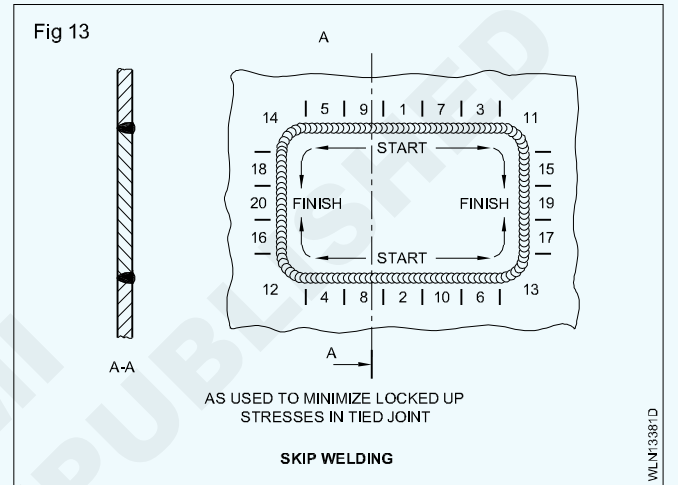 Fig 13
A
14 5 9 1 7 3 11
START
18 15
20 FINISH FINISH 19
16 17
START
12 4 8 2 10 6 13
A
A-A
AS USED TO MINIMIZE LOCKED UP
STRESSES IN TIED JOINT
SKIP WELDING
WLN13381D
PUBLISHED